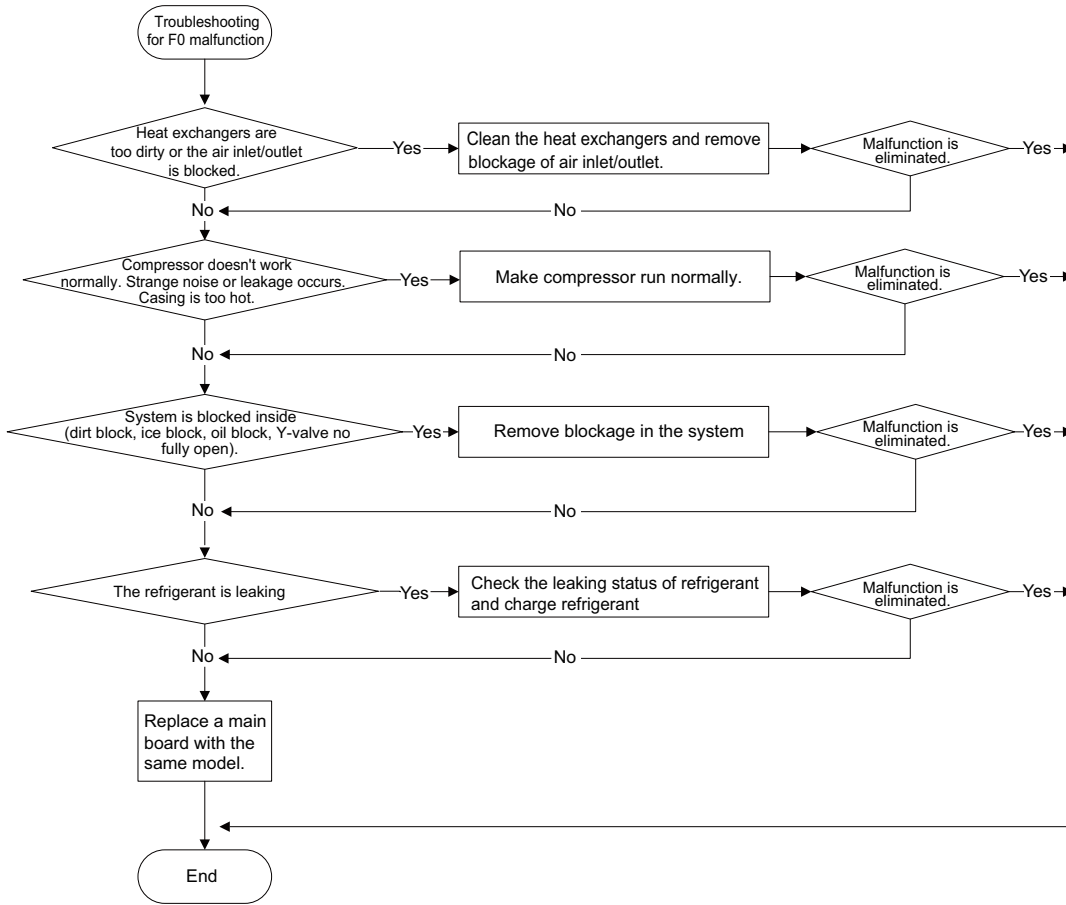 Troubleshooting
for F0 malfunction
Heat exchangers are
too dirty or the air inlet/outlet
is blocked.
Yes
Clean the heat exchangers and remove
blockage of air inlet/outlet.
Malfunction is
eliminated.
Yes
No
No
Compressor doesn't work
normally. Strange noise or leakage occurs.
Casing is too hot.
Yes
Make compressor run normally.
Malfunction is
eliminated.
Yes
No
No
System is blocked inside
(dirt block, ice block, oil block, Y-valve no
fully open).
Yes
Remove blockage in the system
Malfunction is
eliminated.
Yes
No
No
The refrigerant is leaking
Yes
Check the leaking status of refrigerant
and charge refrigerant
Malfunction is
eliminated.
Yes
No
No
Replace a main
board with the
same model.
End